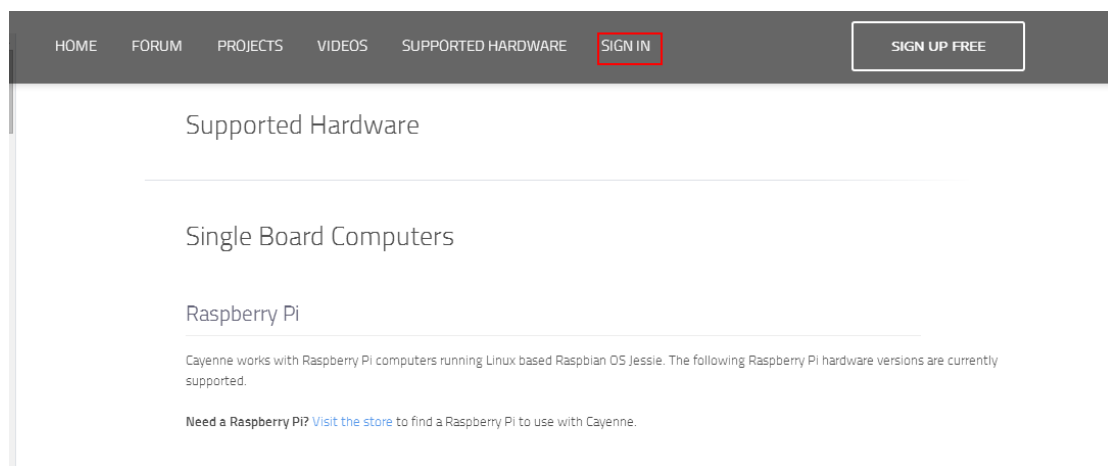 HOME FORUM PROJECTS VIDEOS SUPPORTED HARDWARE SIGN IN SIGN UP FREE
Supported Hardware
Single Board Computers
Raspberry Pi
Cayenne works with Raspberry Pi computers running Linux based Raspbian OS Jessie. The following Raspberry Pi hardware versions are currently
supported.
Need a Raspberry Pi? Visit the store to find a Raspberry Pi to use with Cayenne.